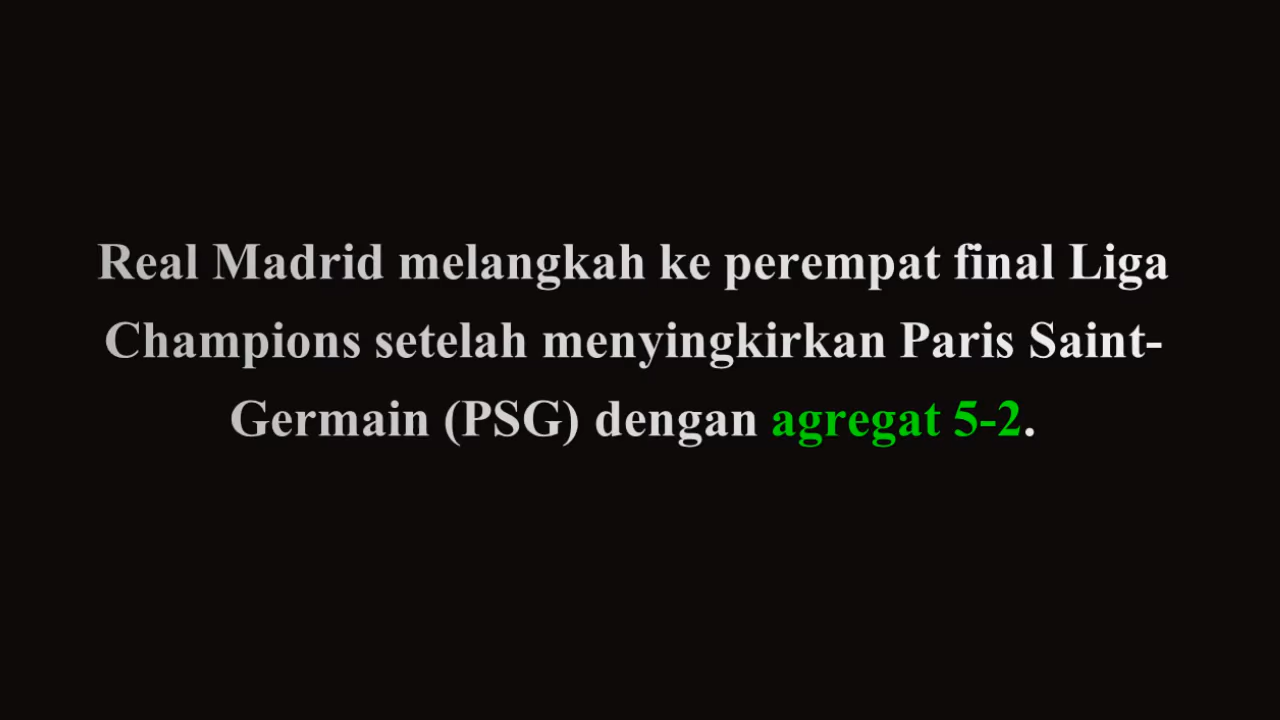 Real Madrid melangkah ke perempat final Liga
Champions setelah menyingkirkan Paris Saint-
Germain (PSG) dengan agregat 5-2.